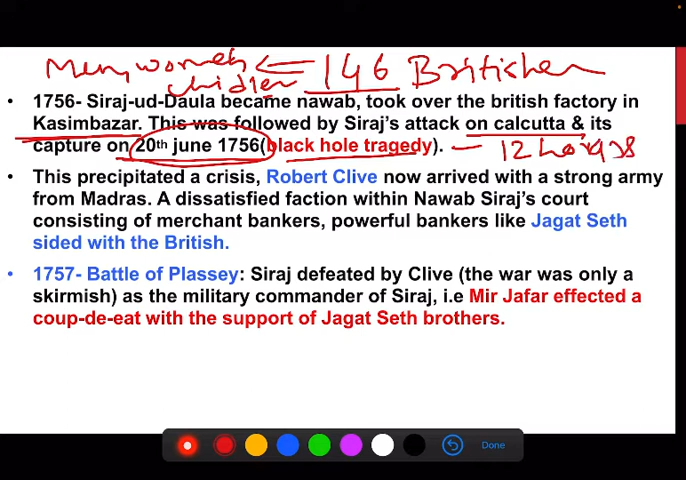 Men, women ⇐ 146 Britisher
children
• 1756- Siraj-ud-Daula became nawab, took over the british factory in
Kasimbazar. This was followed by Siraj's attack on calcutta & its
capture on 20th june 1756(black hole tragedy). — 12
• This precipitated a crisis, Robert Clive now arrived with a strong army
from Madras. A dissatisfied faction within Nawab Siraj's court
consisting of merchant bankers, powerful bankers like Jagat Seth
sided with the British.
• 1757- Battle of Plassey: Siraj defeated by Clive (the war was only a
skirmish) as the military commander of Siraj, i.e Mir Jafar effected a
coup-de-eat with the support of Jagat Seth brothers.
Done